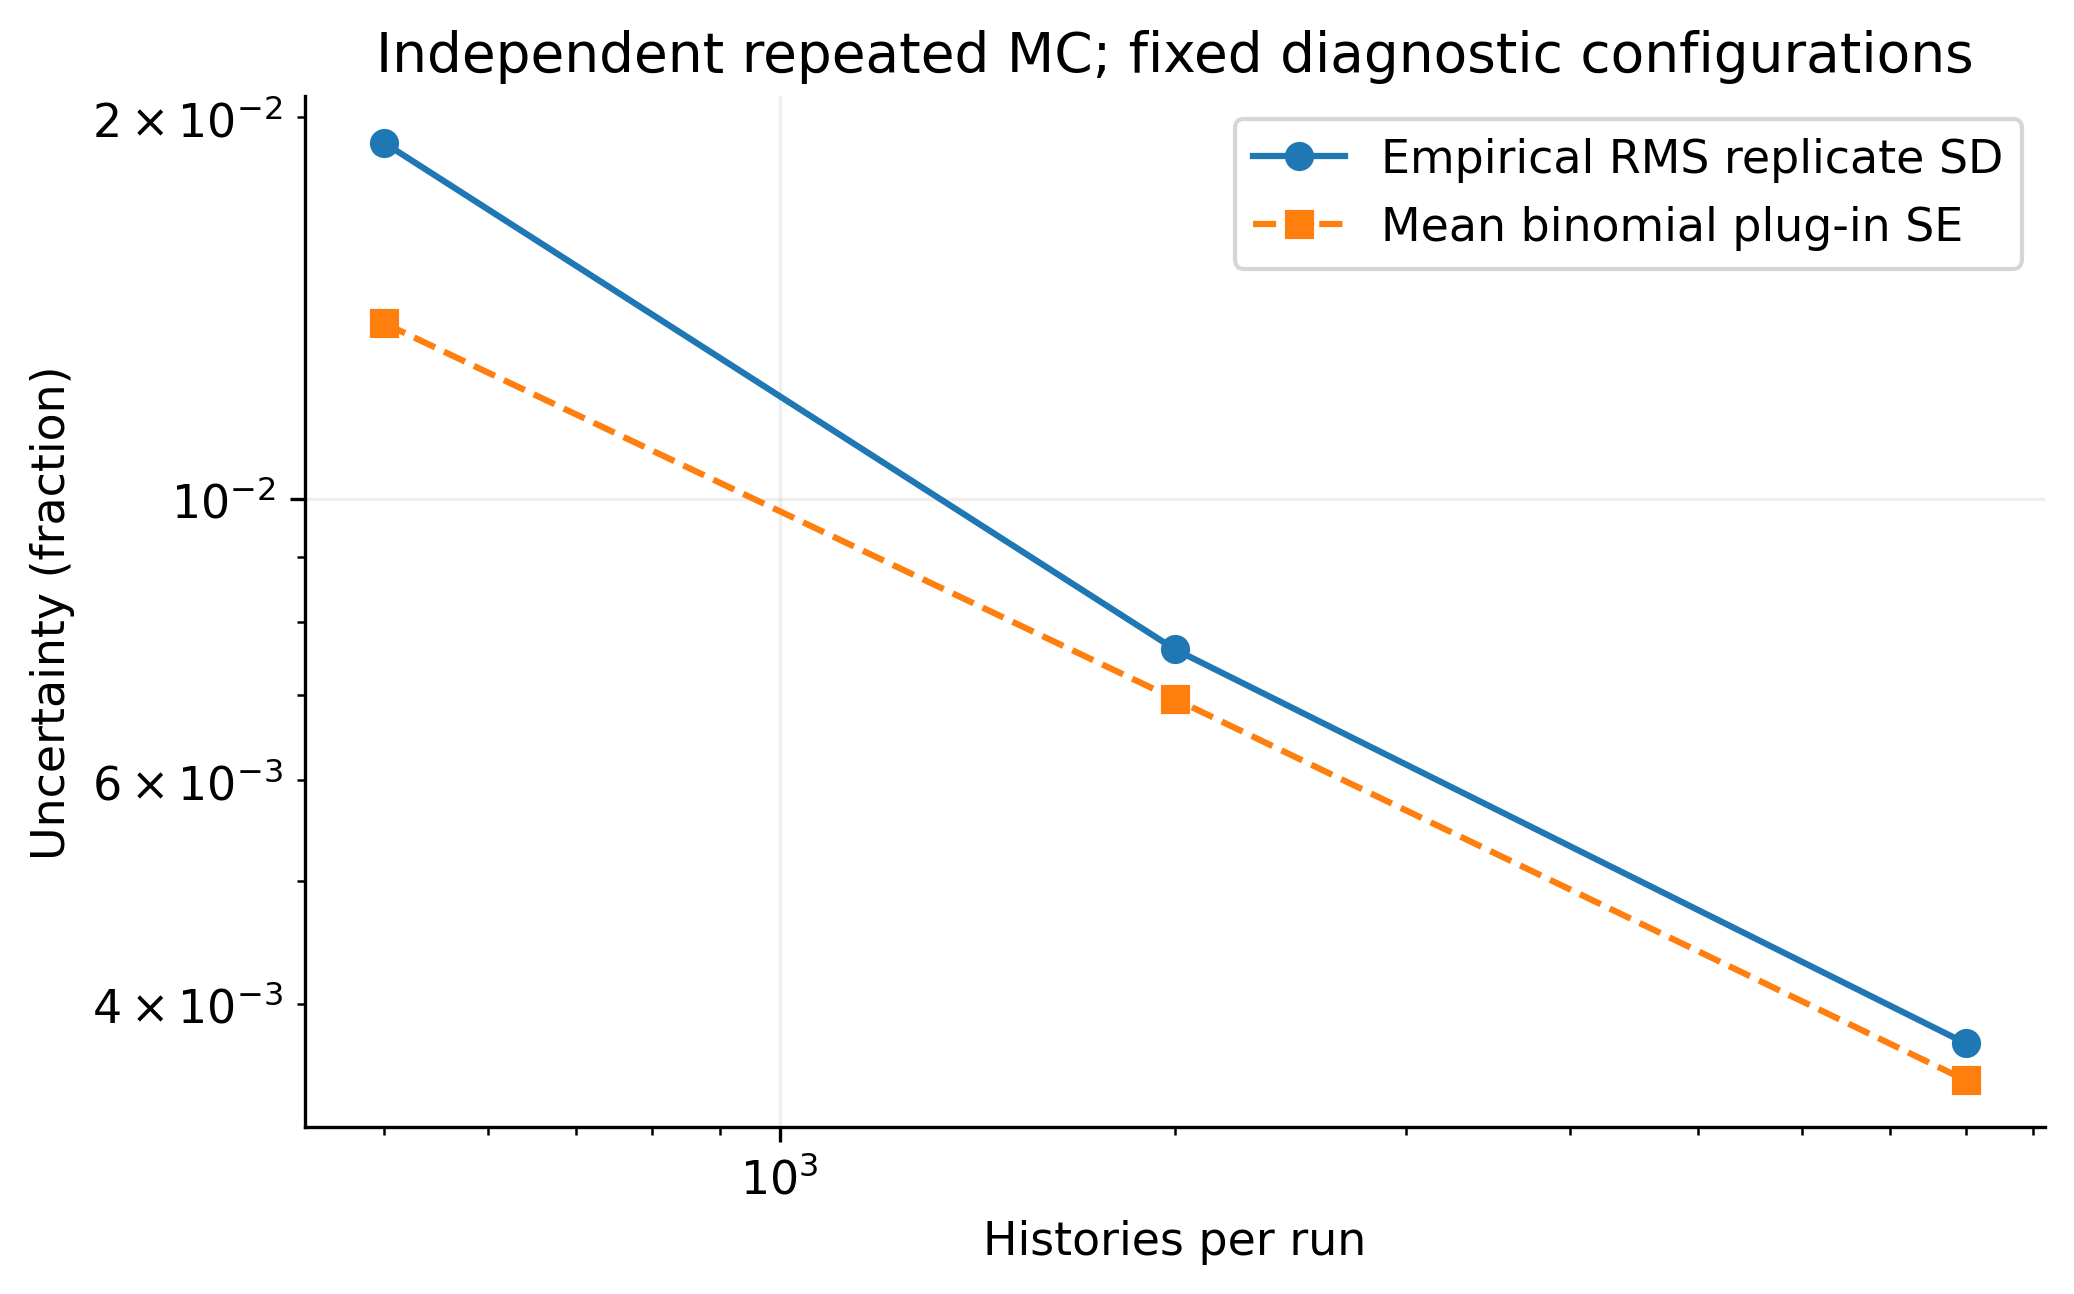 Independent repeated MC; fixed diagnostic configurations
Empirical RMS replicate SD
Mean binomial plug-in SE
Uncertainty (fraction)
2 × 10⁻²
10⁻²
6 × 10⁻³
4 × 10⁻³
10³
Histories per run